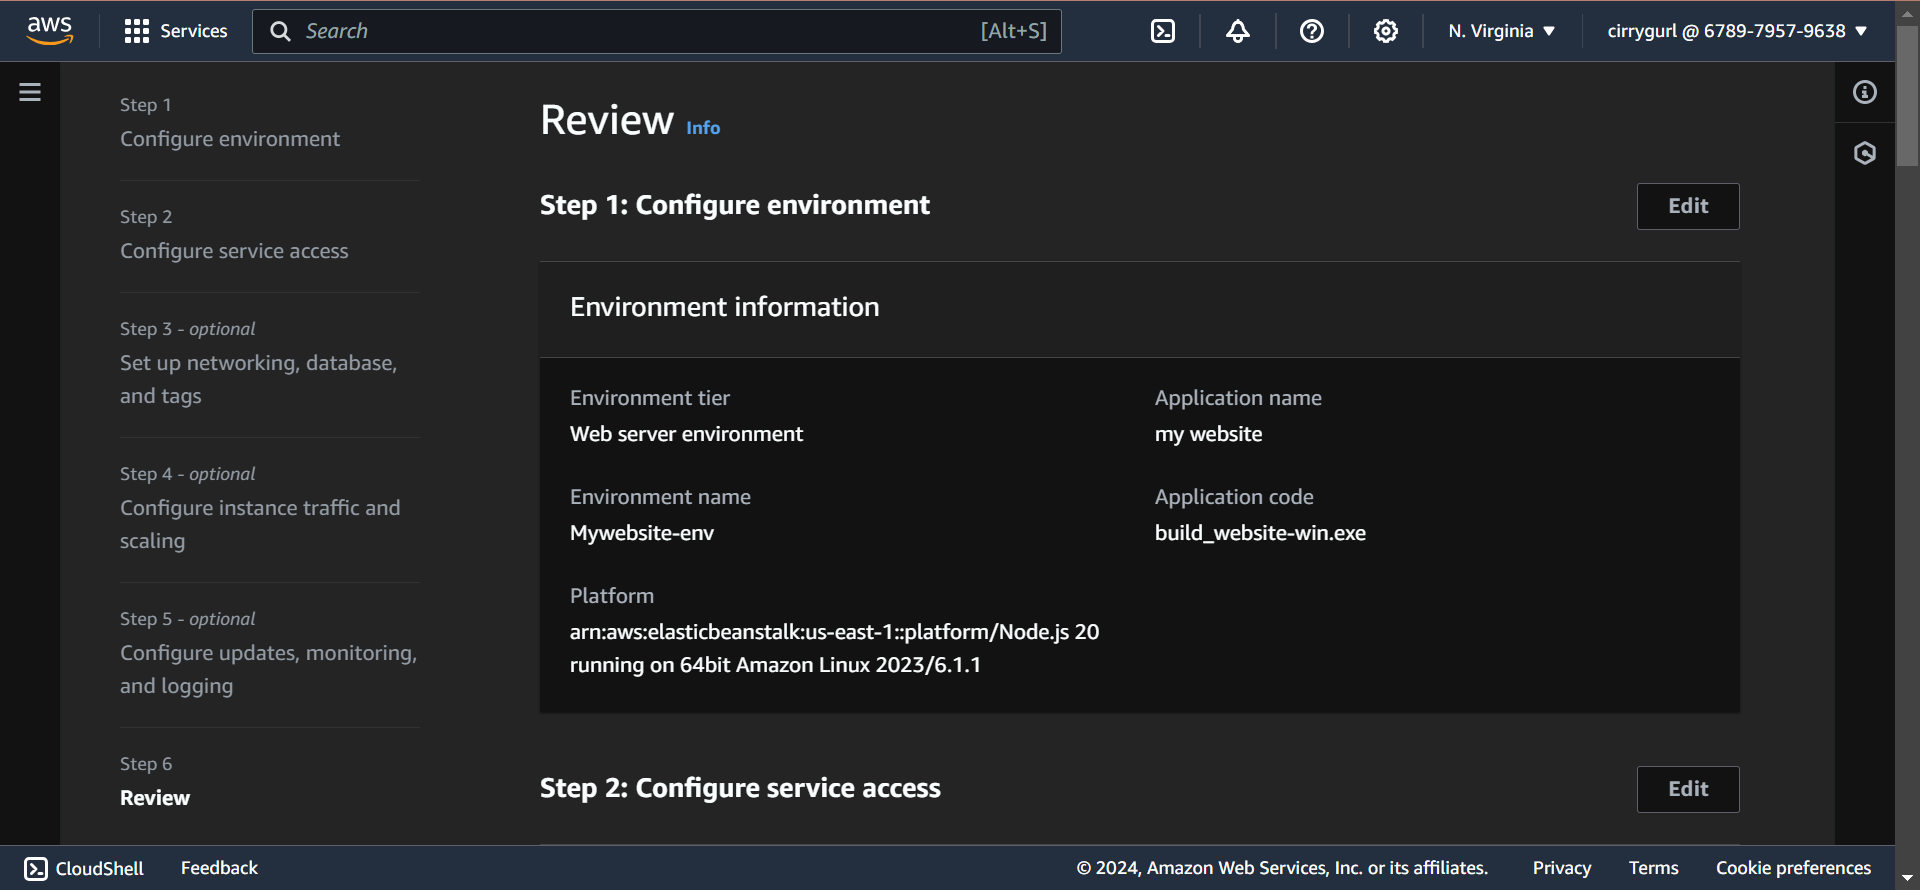 aws
Services
Search
[Alt+S]
N. Virginia
cirrygurl @ 6789-7957-9638
Step 1
Configure environment
Step 2
Configure service access
Step 3 - optional
Set up networking, database,
and tags
Step 4 - optional
Configure instance traffic and
scaling
Step 5 - optional
Configure updates, monitoring,
and logging
Step 6
Review
Review Info
Step 1: Configure environment
Edit
Environment information
Environment tier
Web server environment
Application name
my website
Environment name
Mywebsite-env
Application code
build_website-win.exe
Platform
arn:aws:elasticbeanstalk:us-east-1::platform/Node.js 20
running on 64bit Amazon Linux 2023/6.1.1
Step 2: Configure service access
Edit
CloudShell
Feedback
© 2024, Amazon Web Services, Inc. or its affiliates.
Privacy
Terms
Cookie preferences